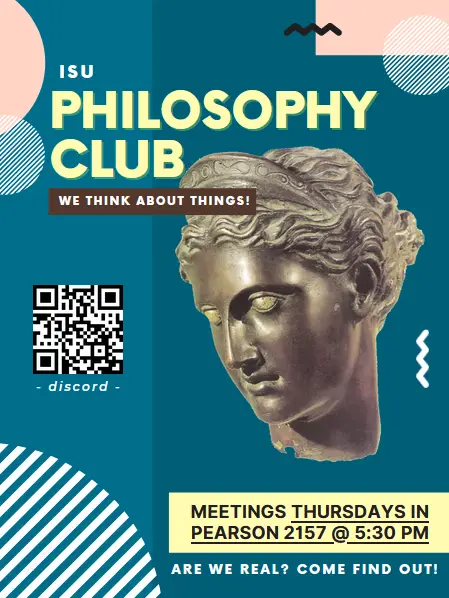 ISU
PHILOSOPHY
CLUB
WE THINK ABOUT THINGS!
- discord -
MEETINGS THURSDAYS IN
PEARSON 2157 @ 5:30 PM
ARE WE REAL? COME FIND OUT!